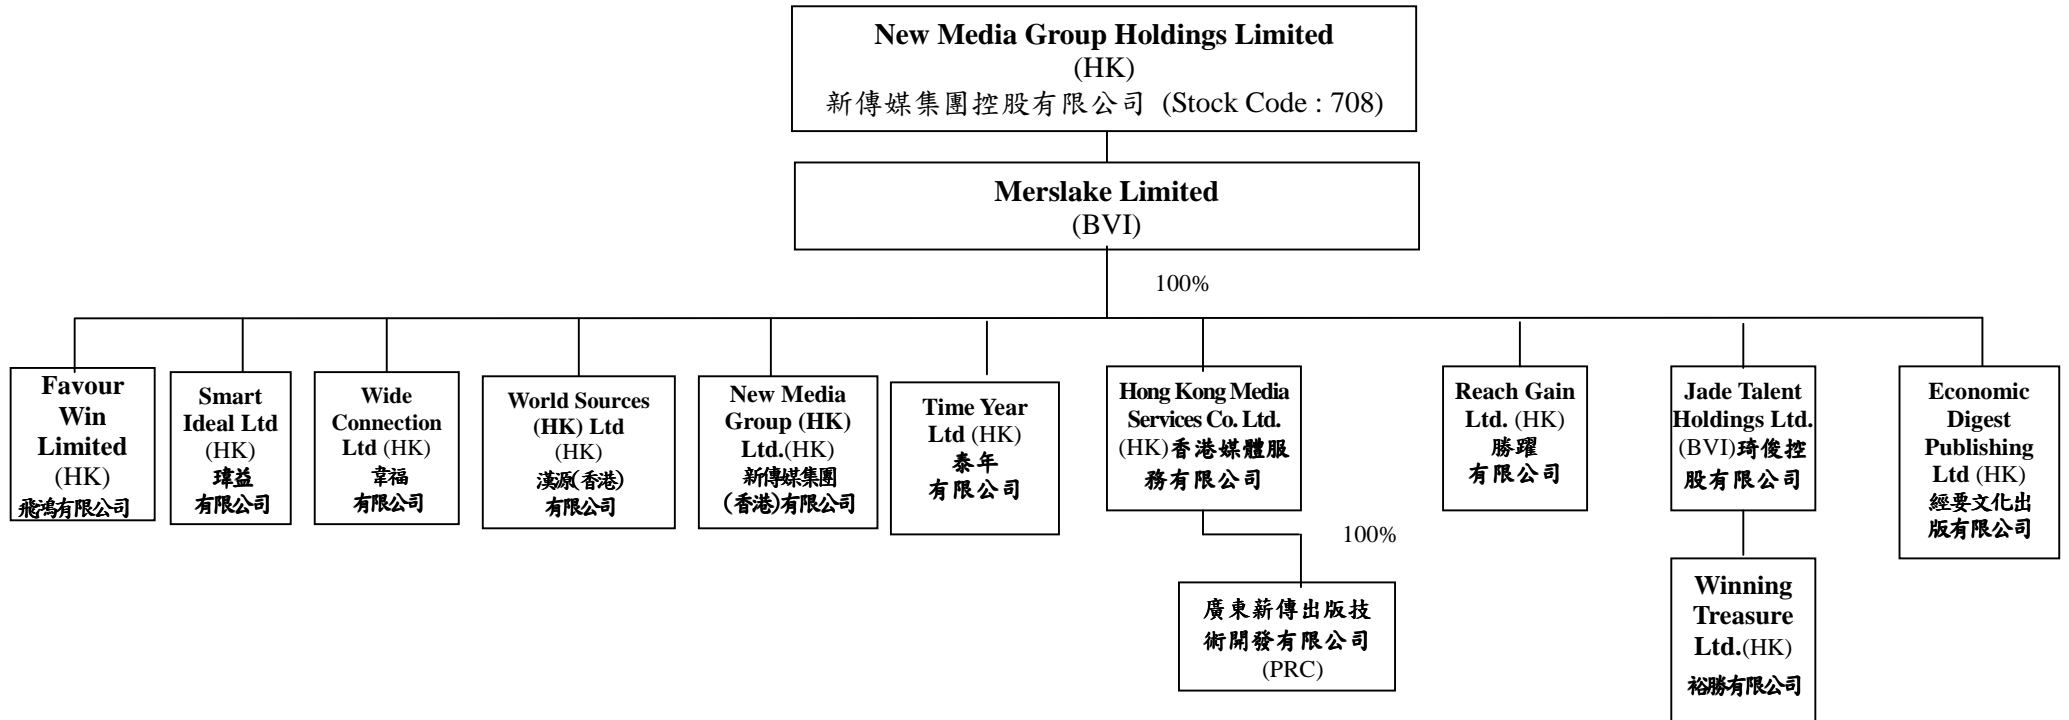 New Media Group Holdings Limited
(HK)
新傳媒集團控股有限公司 (Stock Code : 708)
Merslake Limited
(BVI)
100%
Favour
Win
Limited
(HK)
飛鴻有限公司
Smart
Ideal Ltd
(HK)
瑋益
有限公司
Wide
Connection
Ltd (HK)
韋福
有限公司
World Sources
(HK) Ltd
(HK)
漢源(香港)
有限公司
New Media
Group (HK)
Ltd.(HK)
新傳媒集團
(香港)有限公司
Time Year
Ltd (HK)
泰年
有限公司
Hong Kong Media
Services Co. Ltd.
(HK)香港媒體服
務有限公司
Reach Gain
Ltd. (HK)
勝躍
有限公司
Jade Talent
Holdings Ltd.
(BVI)琦俊控
股有限公司
Economic
Digest
Publishing
Ltd (HK)
經要文化出
版有限公司
100%
廣東薪傳出版技
術開發有限公司
(PRC)
Winning
Treasure
Ltd.(HK)
裕勝有限公司